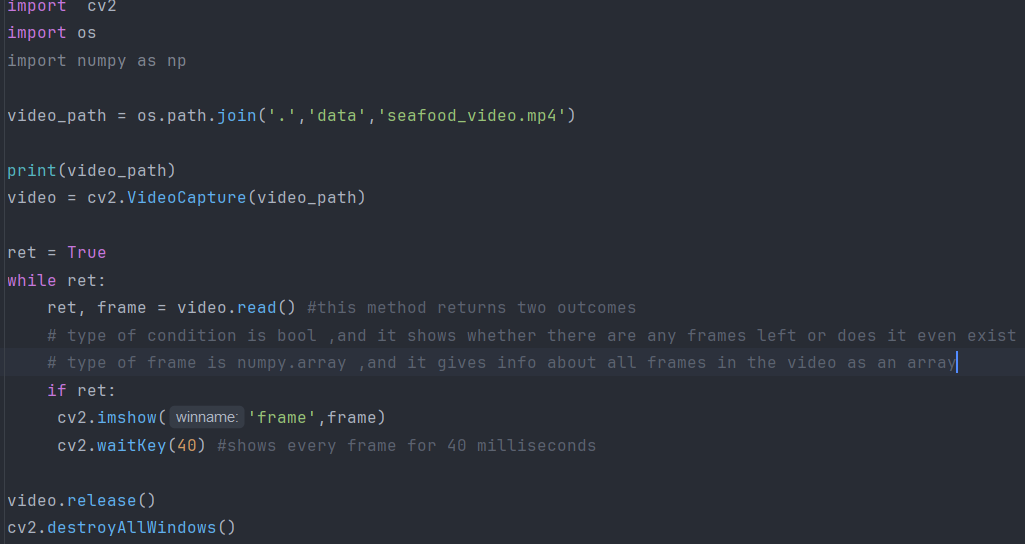 import  cv2
import os
import numpy as np
video_path = os.path.join('.','data','seafood_video.mp4')
print(video_path)
video = cv2.VideoCapture(video_path)
ret = True
while ret:
    ret, frame = video.read() #this method returns two outcomes
    # type of condition is bool ,and it shows whether there are any frames left or does it even exist
    # type of frame is numpy.array ,and it gives info about all frames in the video as an array
    if ret:
     cv2.imshow( winname: 'frame',frame)
     cv2.waitKey(40) #shows every frame for 40 milliseconds
video.release()
cv2.destroyAllWindows()